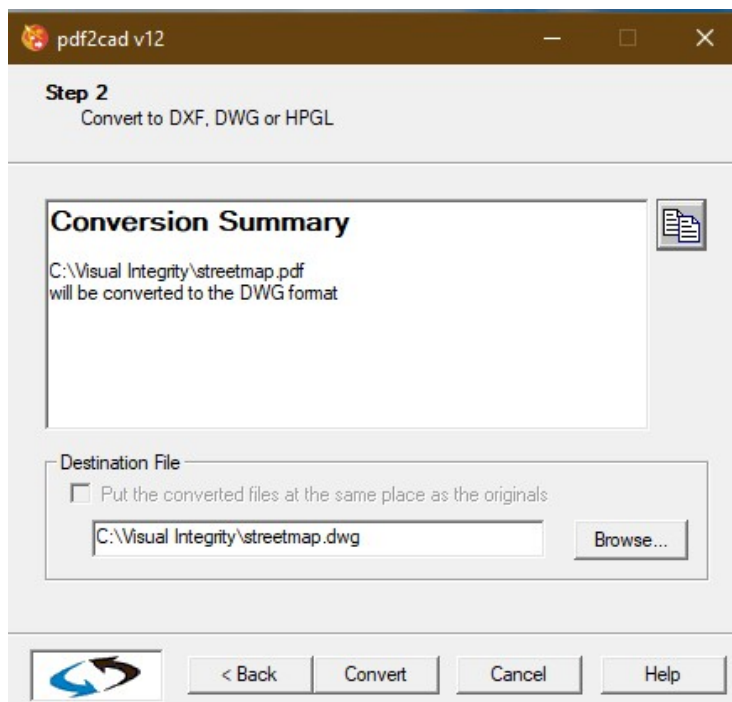 pdf2cad v12
Step 2
Convert to DXF, DWG or HPGL
Conversion Summary
C:\Visual Integrity\streetmap.pdf
will be converted to the DWG format
Destination File
Put the converted files at the same place as the originals
C:\Visual Integrity\streetmap.dwg
Browse...
< Back
Convert
Cancel
Help